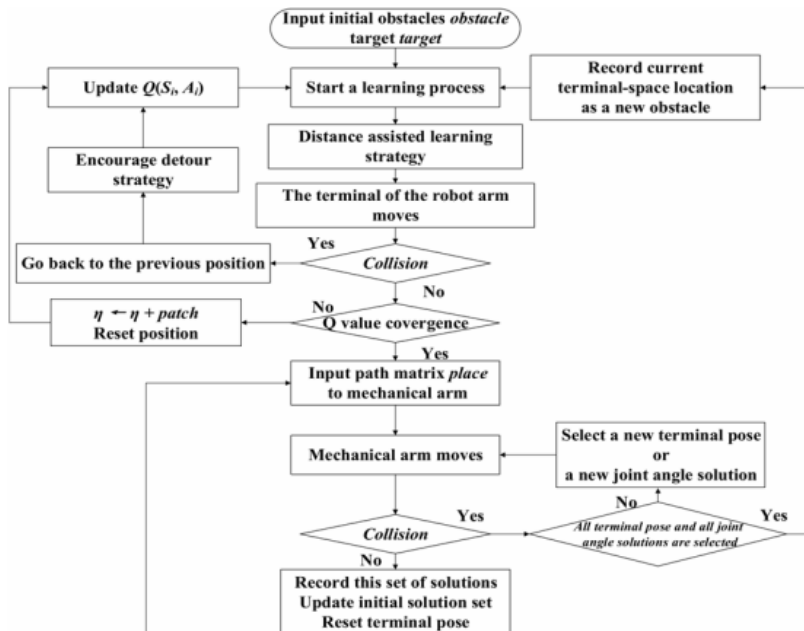 Input initial obstacles obstacle
target target
Update Q(Si, Ai)
Start a learning process
Record current
terminal-space location
as a new obstacle
Distance assisted learning
strategy
Encourage detour
strategy
The terminal of the robot arm
moves
Yes
Collision
Go back to the previous position
No
η ← η + patch
Reset position
No
Q value covergence
Yes
Input path matrix place
to mechanical arm
Mechanical arm moves
Select a new terminal pose
or
a new joint angle solution
No
Collision
Yes
All terminal pose and all joint
angle solutions are selected
Yes
No
Record this set of solutions
Update initial solution set
Reset terminal pose